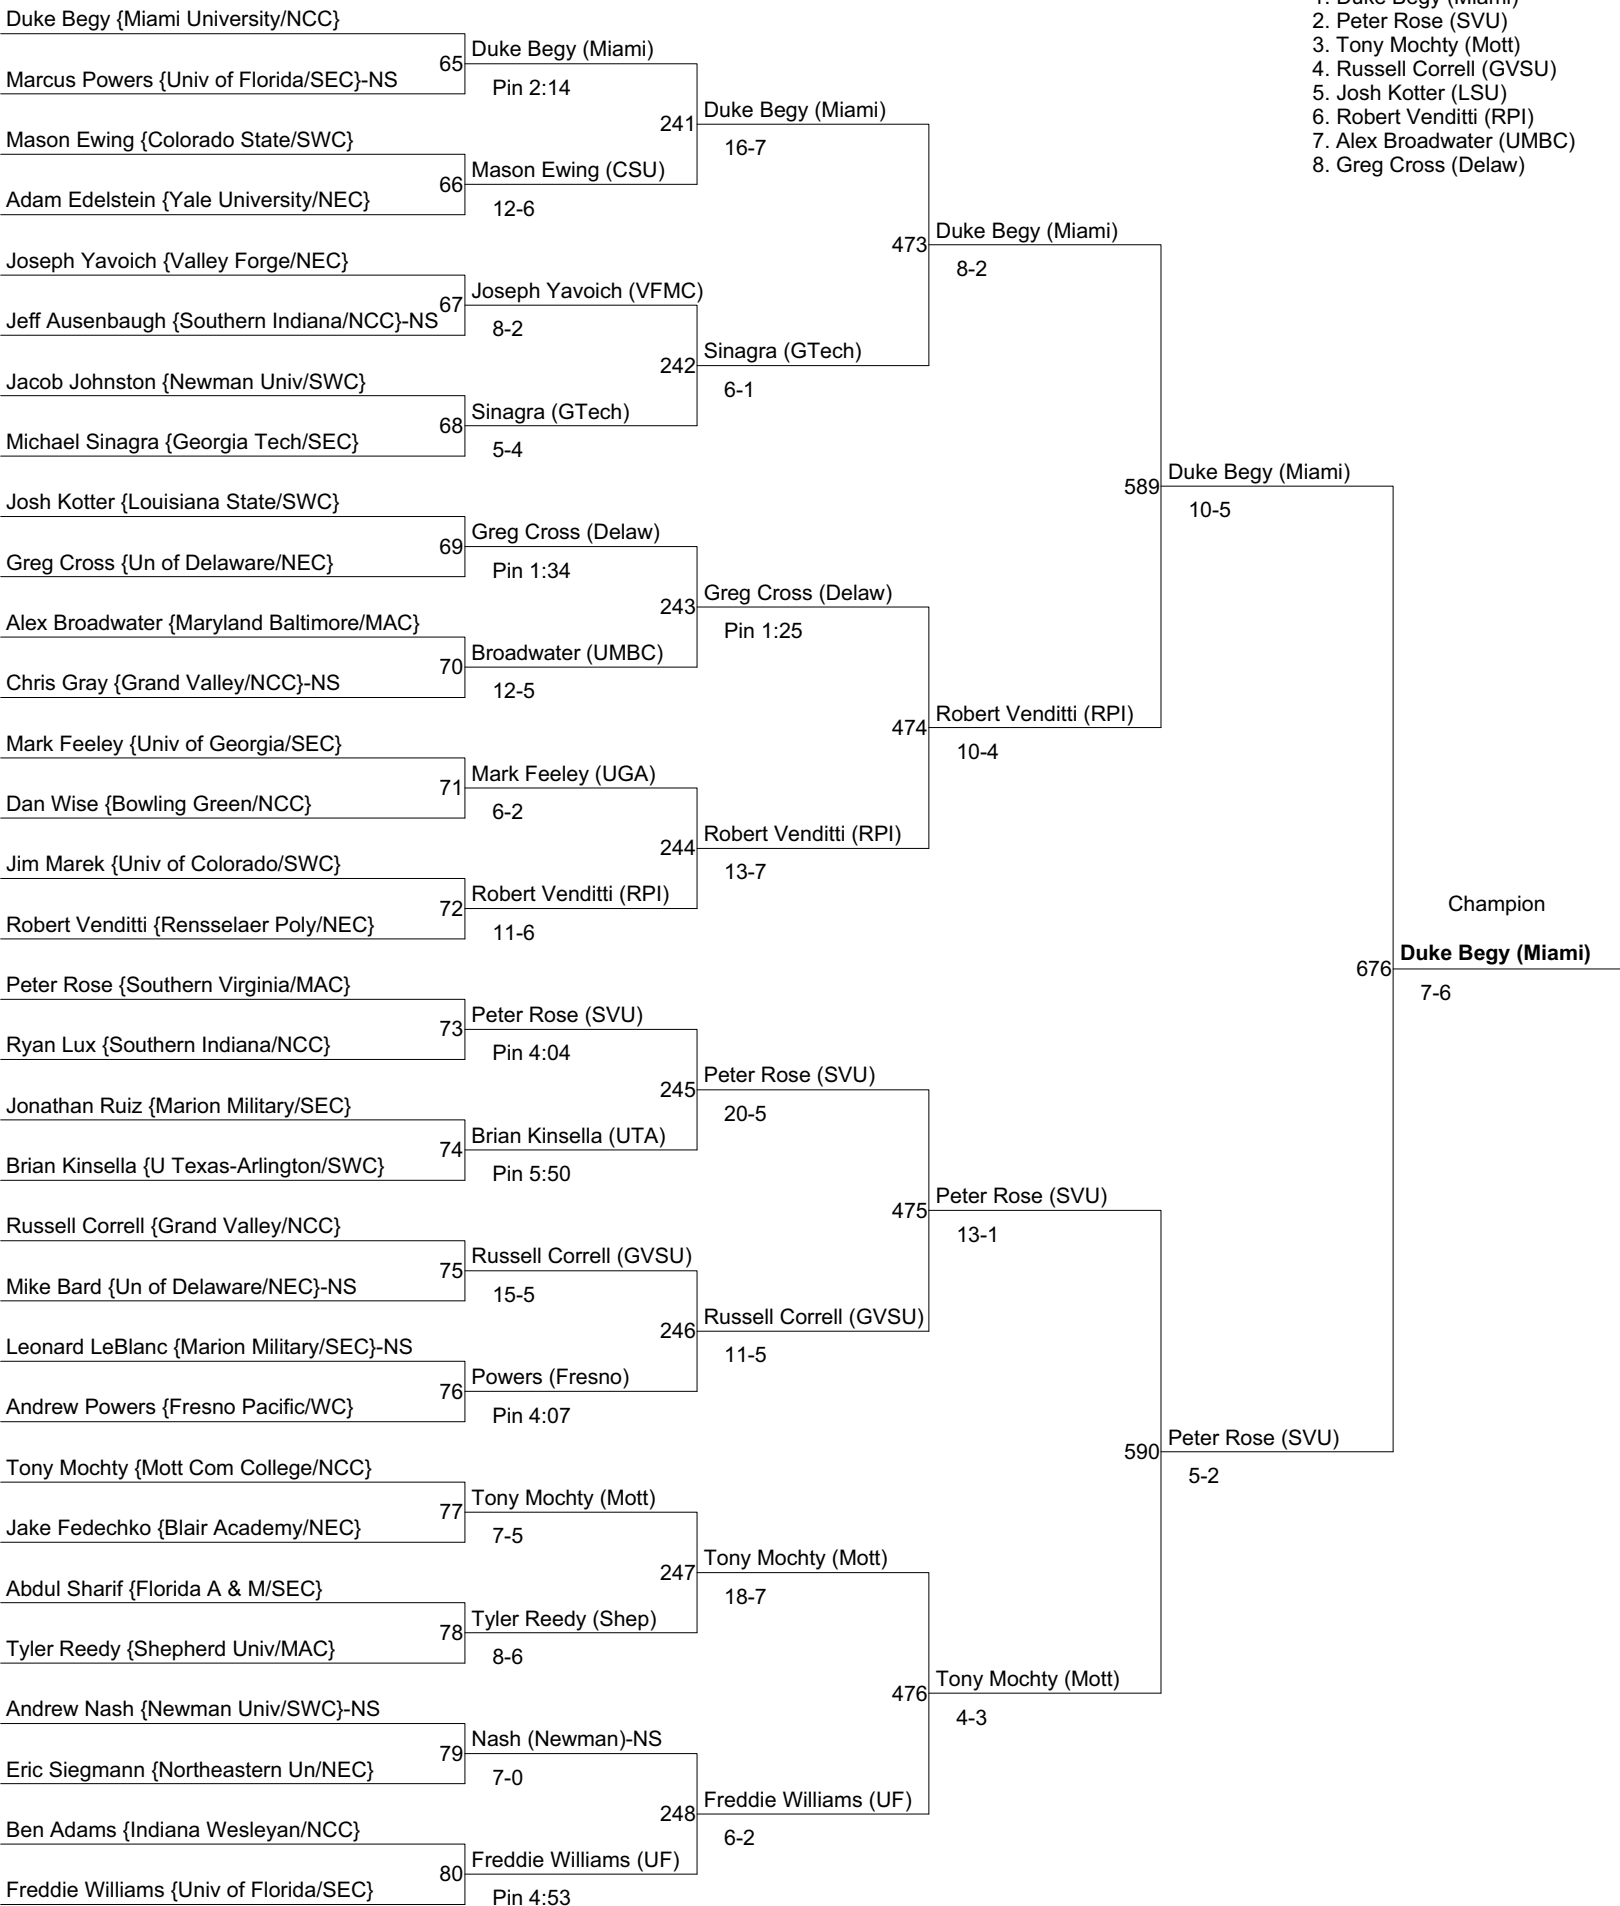 Duke Begy {Miami University/NCC}
Marcus Powers {Univ of Florida/SEC}-NS
Mason Ewing {Colorado State/SWC}
Adam Edelstein {Yale University/NEC}
Joseph Yavoich {Valley Forge/NEC}
Jeff Ausenbaugh {Southern Indiana/NCC}-NS
Jacob Johnston {Newman Univ/SWC}
Michael Sinagra {Georgia Tech/SEC}
Josh Kotter {Louisiana State/SWC}
Greg Cross {Un of Delaware/NEC}
Alex Broadwater {Maryland Baltimore/MAC}
Chris Gray {Grand Valley/NCC}-NS
Mark Feeley {Univ of Georgia/SEC}
Dan Wise {Bowling Green/NCC}
Jim Marek {Univ of Colorado/SWC}
Robert Venditti {Rensselaer Poly/NEC}
Peter Rose {Southern Virginia/MAC}
Ryan Lux {Southern Indiana/NCC}
Jonathan Ruiz {Marion Military/SEC}
Brian Kinsella {U Texas-Arlington/SWC}
Russell Correll {Grand Valley/NCC}
Mike Bard {Un of Delaware/NEC}-NS
Leonard LeBlanc {Marion Military/SEC}-NS
Andrew Powers {Fresno Pacific/WC}
Tony Mochty {Mott Com College/NCC}
Jake Fedechko {Blair Academy/NEC}
Abdul Sharif {Florida A & M/SEC}
Tyler Reedy {Shepherd Univ/MAC}
Andrew Nash {Newman Univ/SWC}-NS
Eric Siegmann {Northeastern Un/NEC}
Ben Adams {Indiana Wesleyan/NCC}
Freddie Williams {Univ of Florida/SEC}
65 Duke Begy (Miami)
Pin 2:14
66 Mason Ewing (CSU)
12-6
67 Joseph Yavoich (VFMC)
8-2
68 Sinagra (GTech)
5-4
69 Greg Cross (Delaw)
Pin 1:34
70 Broadwater (UMBC)
12-5
71 Mark Feeley (UGA)
6-2
72 Robert Venditti (RPI)
11-6
73 Peter Rose (SVU)
Pin 4:04
74 Brian Kinsella (UTA)
Pin 5:50
75 Russell Correll (GVSU)
15-5
76 Powers (Fresno)
Pin 4:07
77 Tony Mochty (Mott)
7-5
78 Tyler Reedy (Shep)
8-6
79 Nash (Newman)-NS
7-0
80 Freddie Williams (UF)
Pin 4:53
241 Duke Begy (Miami)
16-7
242 Sinagra (GTech)
6-1
243 Greg Cross (Delaw)
Pin 1:25
244 Robert Venditti (RPI)
13-7
245 Peter Rose (SVU)
20-5
246 Russell Correll (GVSU)
11-5
247 Tony Mochty (Mott)
18-7
248 Freddie Williams (UF)
6-2
473 Duke Begy (Miami)
8-2
474 Robert Venditti (RPI)
10-4
475 Peter Rose (SVU)
13-1
476 Tony Mochty (Mott)
4-3
589 Duke Begy (Miami)
10-5
590 Peter Rose (SVU)
5-2
Champion
676 Duke Begy (Miami)
7-6
1. Duke Begy (Miami)
2. Peter Rose (SVU)
3. Tony Mochty (Mott)
4. Russell Correll (GVSU)
5. Josh Kotter (LSU)
6. Robert Venditti (RPI)
7. Alex Broadwater (UMBC)
8. Greg Cross (Delaw)